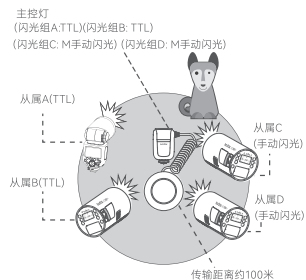 主控灯
(闪光组A:TTL)(闪光组B: TTL)
(闪光组C: M手动闪光) (闪光组D: M手动闪光)
从属A(TTL)
从属C
(手动闪光)
从属B(TTL)
从属D
(手动闪光)
传输距离约100米